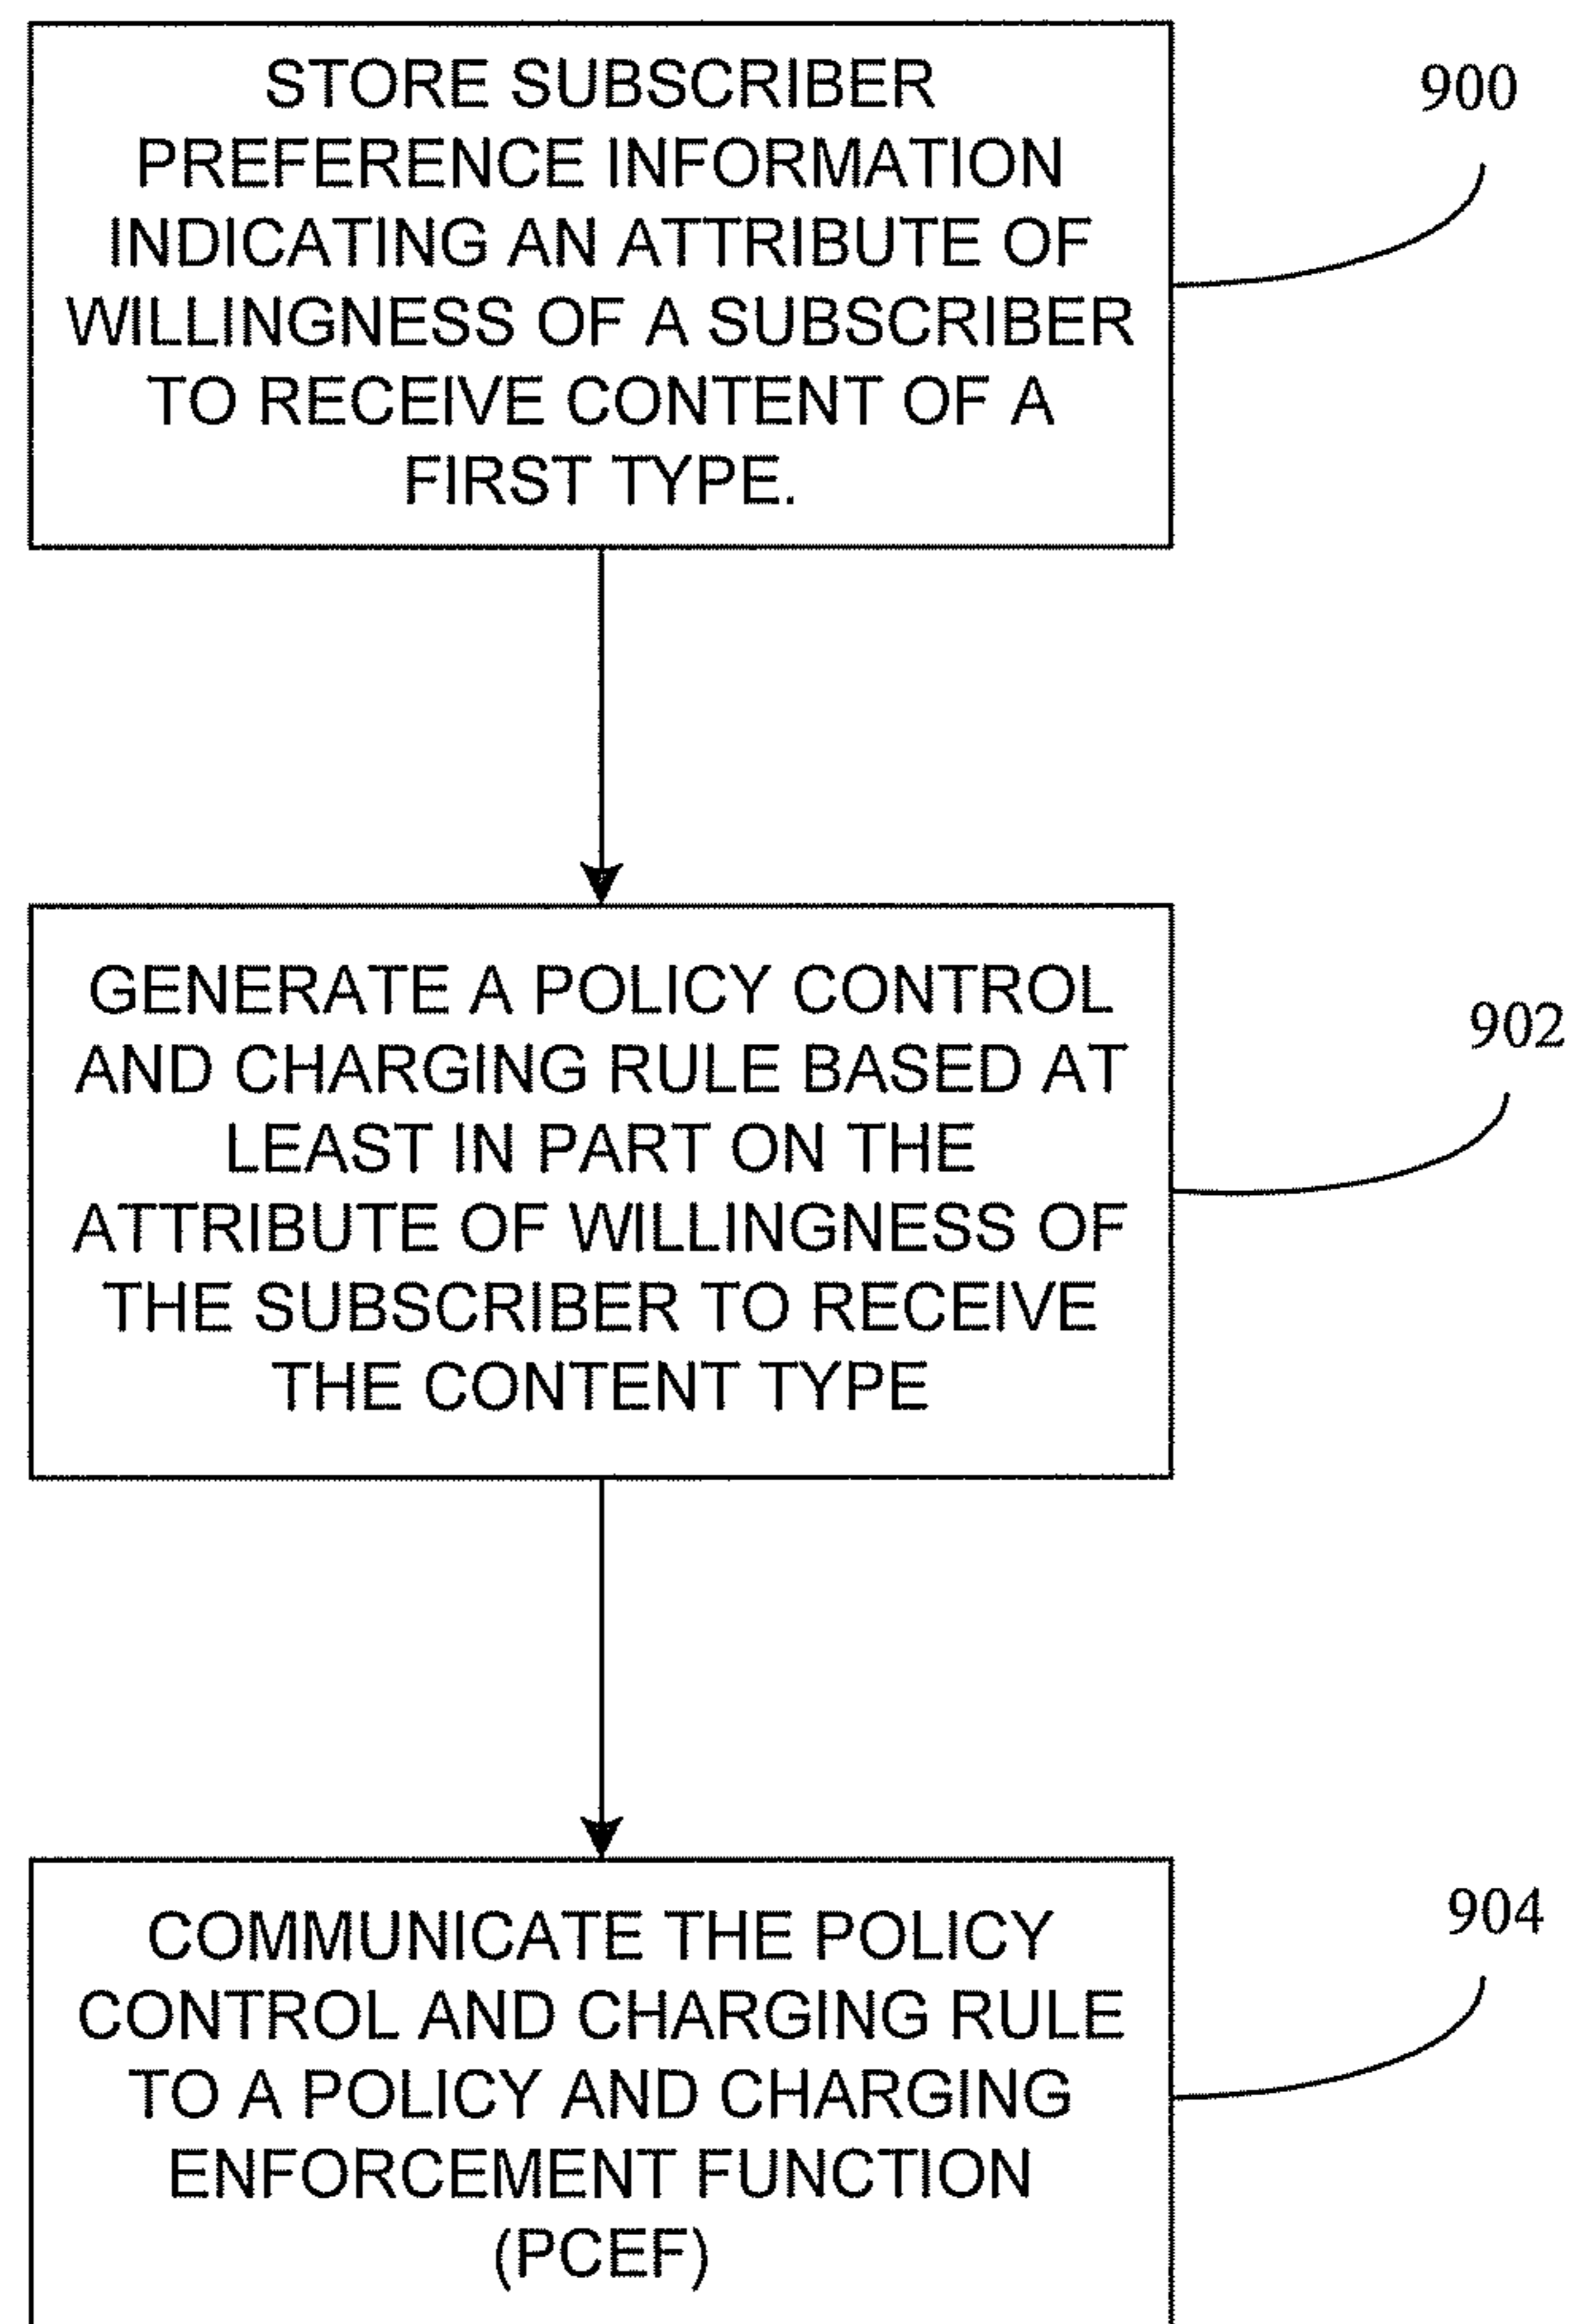 STORE SUBSCRIBER
PREFERENCE INFORMATION
INDICATING AN ATTRIBUTE OF
WILLINGNESS OF A SUBSCRIBER
TO RECEIVE CONTENT OF A
FIRST TYPE.
900
GENERATE A POLICY CONTROL
AND CHARGING RULE BASED AT
LEAST IN PART ON THE
ATTRIBUTE OF WILLINGNESS OF
THE SUBSCRIBER TO RECEIVE
THE CONTENT TYPE
902
COMMUNICATE THE POLICY
CONTROL AND CHARGING RULE
TO A POLICY AND CHARGING
ENFORCEMENT FUNCTION
(PCEF)
904